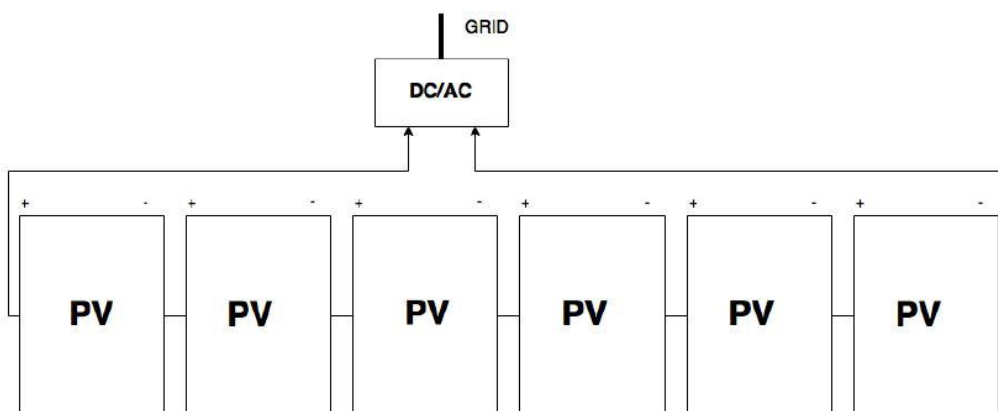 GRID
DC/AC
+ - + - + - + - + - + -
PV PV PV PV PV PV